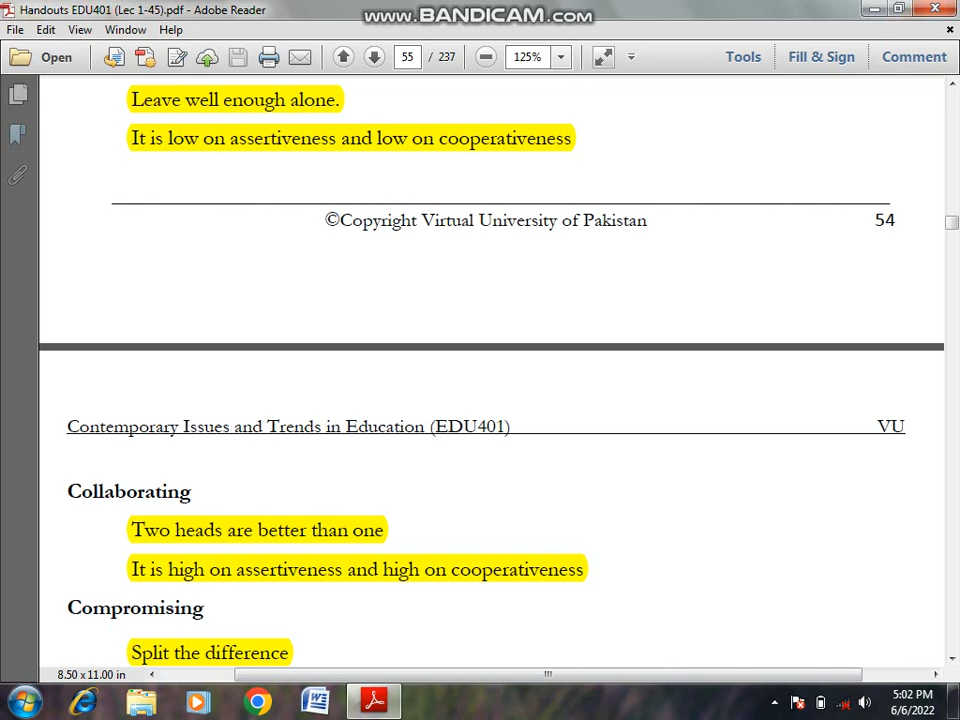 Handouts EDU401 (Lec 1-45).pdf - Adobe Reader
www.BANDICAM.com
File Edit View Window Help
Open 55 / 237 125% Tools Fill & Sign Comment
Leave well enough alone.
It is low on assertiveness and low on cooperativeness
©Copyright Virtual University of Pakistan 54
Contemporary Issues and Trends in Education (EDU401) VU
Collaborating
Two heads are better than one
It is high on assertiveness and high on cooperativeness
Compromising
Split the difference
8.50 x 11.00 in
5:02 PM
6/6/2022